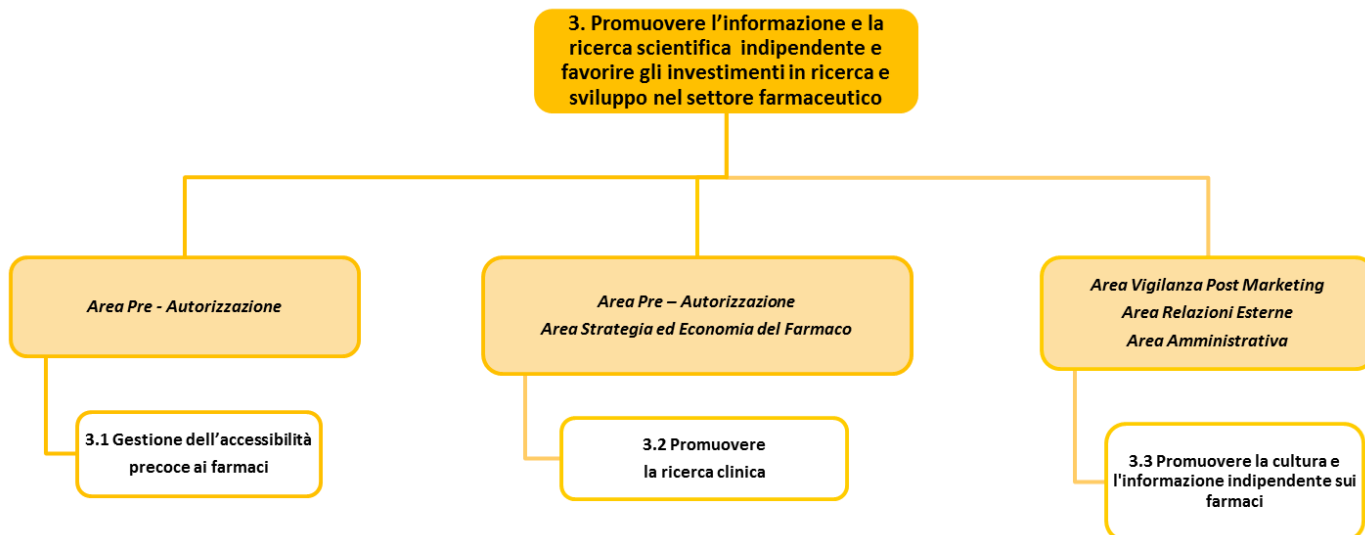 3. Promuovere l’informazione e la
ricerca scientifica indipendente e
favorire gli investimenti in ricerca e
sviluppo nel settore farmaceutico
Area Pre - Autorizzazione
Area Pre – Autorizzazione
Area Strategia ed Economia del Farmaco
Area Vigilanza Post Marketing
Area Relazioni Esterne
Area Amministrativa
3.1 Gestione dell’accessibilità
precoce ai farmaci
3.2 Promuovere
la ricerca clinica
3.3 Promuovere la cultura e
l'informazione indipendente sui
farmaci